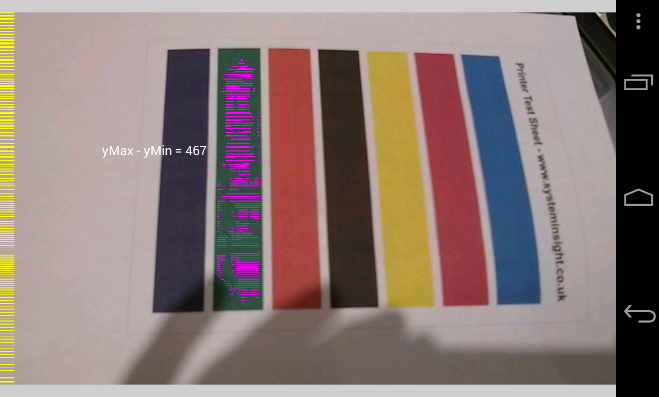 yMax - yMin = 467
Printer Test Sheet - www.systeminsight.co.uk